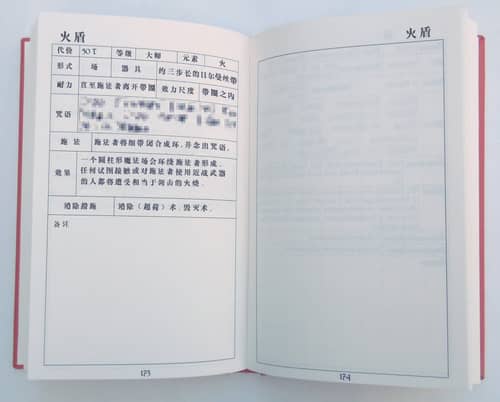 火盾
代价 50T 等级 大师 元素 火
形式 场 器具 约三步长的日尔曼丝带
耐力 直至施法者离开带圈 效力尺度 带圈之内
咒语
施法 施法者将细带团合成环，并念出咒语。
效果 一个圆柱形魔法场会环绕施法者形成。
任何试图接触或对施法者使用近战武器
的人都将遭受相当于剑击的火烧。
消除措施 消除（超荷）术、毁灭术。
备注
173
火盾
174